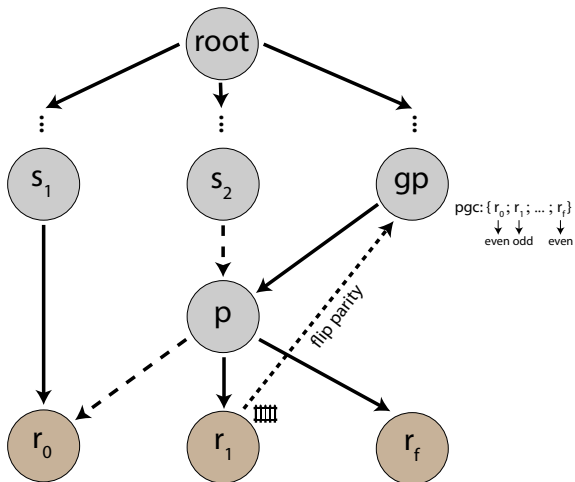 root
⋮ ⋮ ⋮
s1
s2
gp
pgc: { r0; r1; ... ; rf}
even odd even
p
flip parity
r0
r1
rf